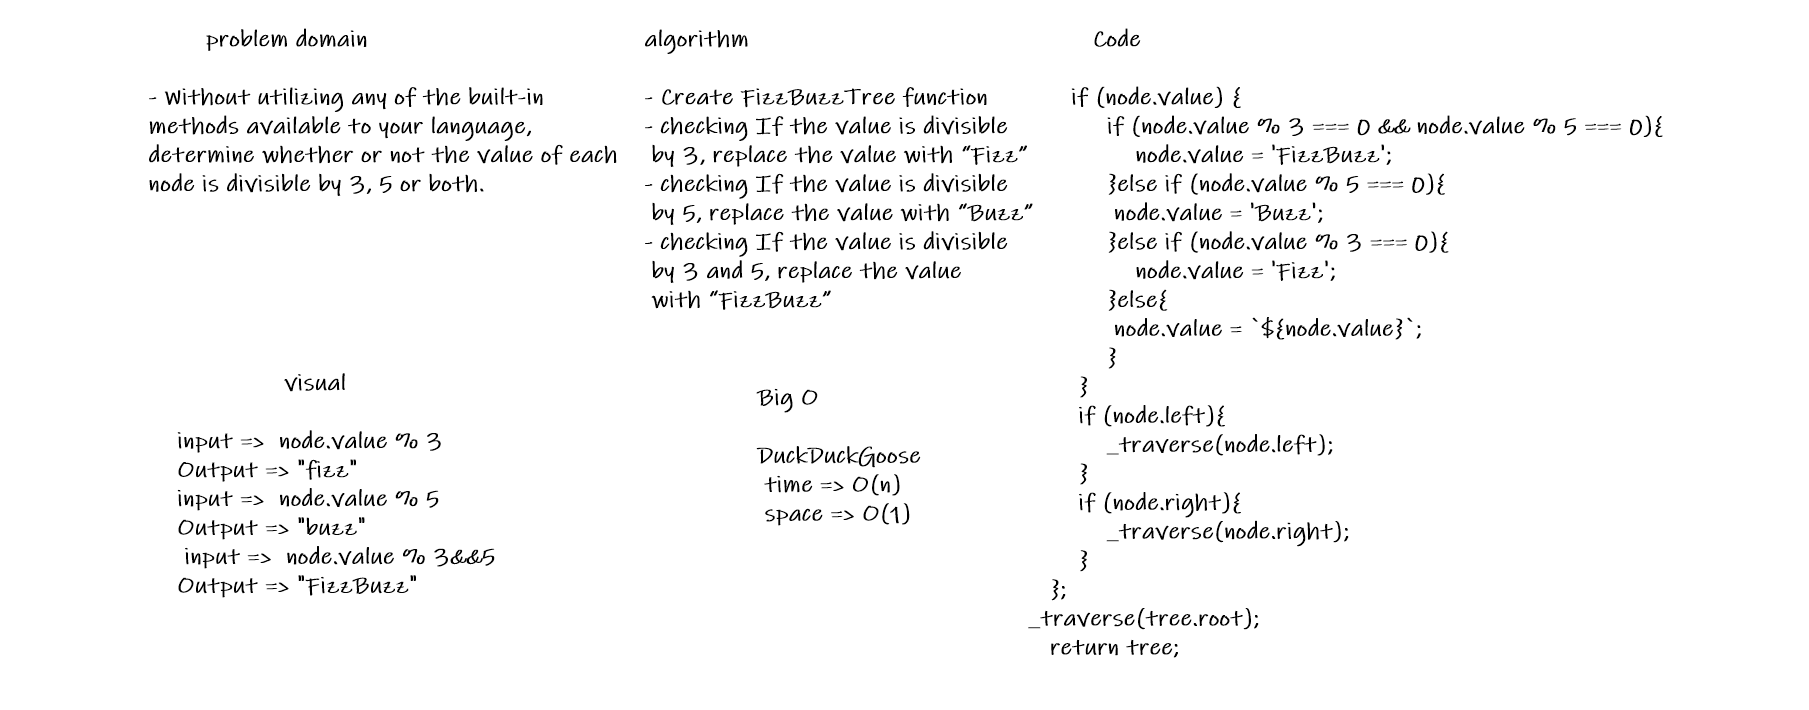 problem domain
- Without utilizing any of the built-in
methods available to your language,
determine whether or not the value of each
node is divisible by 3, 5 or both.
algorithm
- Create FizzBuzzTree function
- checking If the value is divisible
by 3, replace the value with "Fizz"
- checking If the value is divisible
by 5, replace the value with "Buzz"
- checking If the value is divisible
by 3 and 5, replace the value
with "FizzBuzz"
Code
if (node.value) {
if (node.value % 3 === 0 && node.value % 5 === 0){
node.value = 'FizzBuzz';
}else if (node.value % 5 === 0){
node.value = 'Buzz';
}else if (node.value % 3 === 0){
node.value = 'Fizz';
}else{
node.value = `${node.value}`;
}
}
if (node.left){
_traverse(node.left);
}
if (node.right){
_traverse(node.right);
}
};
_traverse(tree.root);
return tree;
visual
input => node.value % 3
Output => "fizz"
input => node.value % 5
Output => "buzz"
input => node.value % 3&&5
Output => "FizzBuzz"
Big O
DuckDuckGoose
time => O(n)
space => O(1)